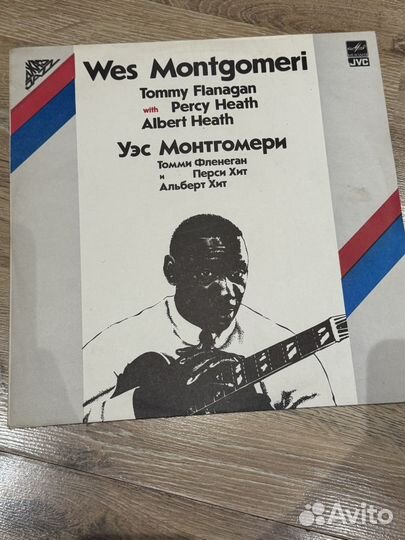 Wes Montgomeri
Tommy Flanagan
with Percy Heath
Albert Heath
Уэс Монтгомери
Томми Фленеган
и Перси Хит
Альберт Хит
JVC
Avito